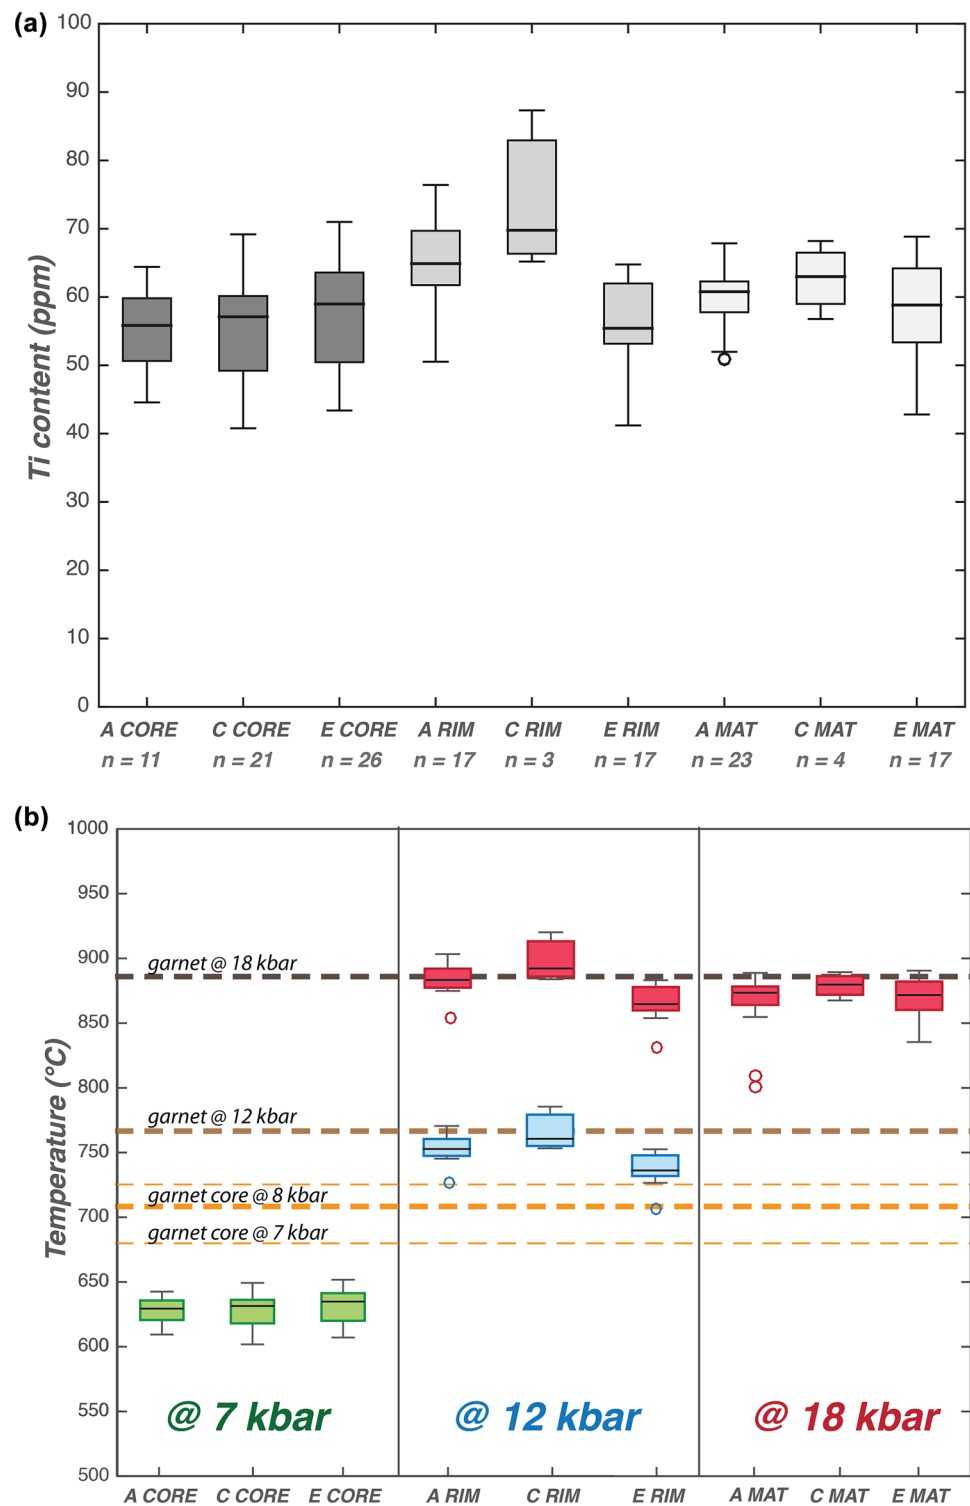 (a)
100
90
80
70
60
50
40
30
20
10
0
Ti content (ppm)
A CORE C CORE E CORE A RIM C RIM E RIM A MAT C MAT E MAT
n = 11 n = 21 n = 26 n = 17 n = 3 n = 17 n = 23 n = 4 n = 17
(b)
1000
950
900
850
800
750
700
650
600
550
500
Temperature (°C)
garnet @ 18 kbar
garnet @ 12 kbar
garnet core @ 8 kbar
garnet core @ 7 kbar
@ 7 kbar @ 12 kbar @ 18 kbar
A CORE C CORE E CORE A RIM C RIM E RIM A MAT C MAT E MAT